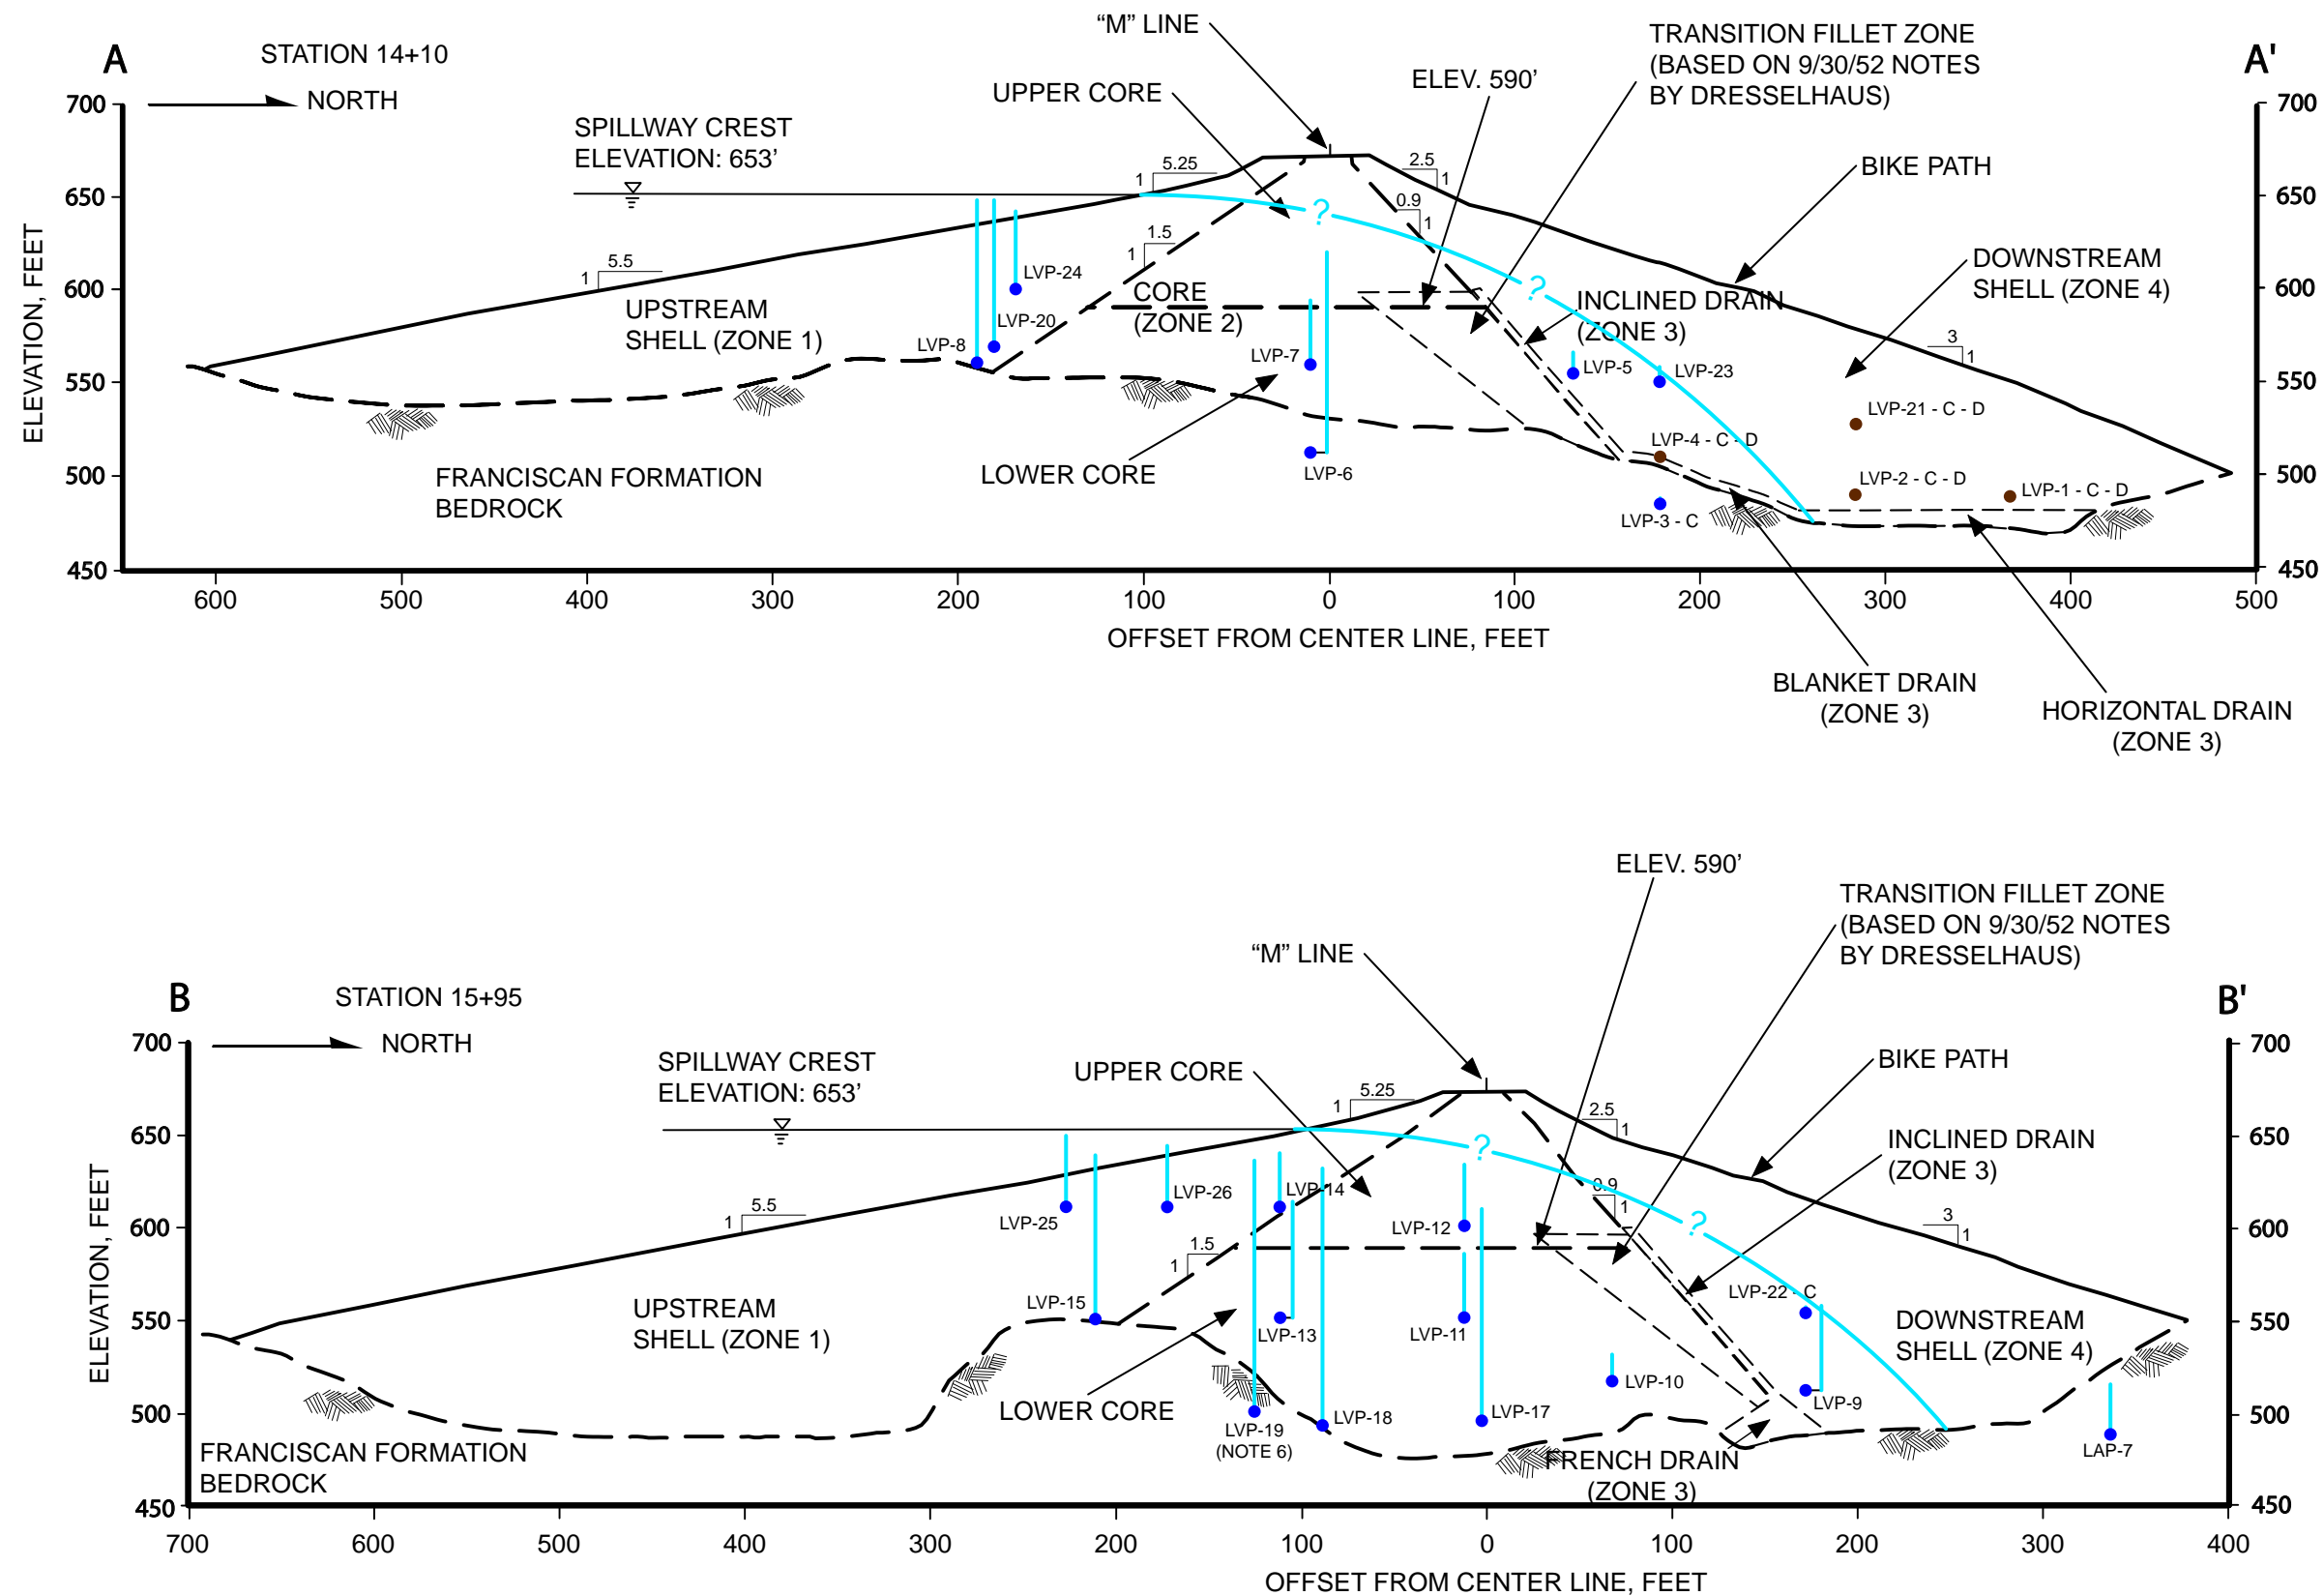 A
STATION 14+10
NORTH
“M” LINE
TRANSITION FILLET ZONE
(BASED ON 9/30/52 NOTES
BY DRESSELHAUS)
A'
UPPER CORE
ELEV. 590’
SPILLWAY CREST
ELEVATION: 653’
BIKE PATH
DOWNSTREAM
SHELL (ZONE 4)
5.25
1
2.5
1
0.9
1
1.5
1
5.5
1
3
1
?
?
UPSTREAM
SHELL (ZONE 1)
CORE
(ZONE 2)
INCLINED DRAIN
(ZONE 3)
LVP-24
LVP-20
LVP-8
LVP-7
LVP-5
LVP-23
LVP-21 - C - D
LVP-4 - C - D
LVP-6
LVP-2 - C - D
LVP-1 - C - D
LVP-3 - C
LOWER CORE
FRANCISCAN FORMATION
BEDROCK
ELEVATION, FEET
700
650
600
550
500
450
700
650
600
550
500
450
600
500
400
300
200
100
0
100
200
300
400
500
OFFSET FROM CENTER LINE, FEET
BLANKET DRAIN
(ZONE 3)
HORIZONTAL DRAIN
(ZONE 3)
B
STATION 15+95
NORTH
“M” LINE
ELEV. 590’
TRANSITION FILLET ZONE
(BASED ON 9/30/52 NOTES
BY DRESSELHAUS)
B'
SPILLWAY CREST
ELEVATION: 653’
UPPER CORE
BIKE PATH
INCLINED DRAIN
(ZONE 3)
5.25
1
2.5
1
0.9
1
1.5
1
5.5
1
3
1
?
?
LVP-25
LVP-26
LVP-14
LVP-12
LVP-15
LVP-13
LVP-11
LVP-22 - C
LVP-10
LVP-9
LVP-19
(NOTE 6)
LVP-18
LVP-17
LAP-7
UPSTREAM
SHELL (ZONE 1)
LOWER CORE
DOWNSTREAM
SHELL (ZONE 4)
FRANCISCAN FORMATION
BEDROCK
FRENCH DRAIN
(ZONE 3)
ELEVATION, FEET
700
650
600
550
500
450
700
650
600
550
500
450
700
600
500
400
300
200
100
0
100
200
300
400
OFFSET FROM CENTER LINE, FEET